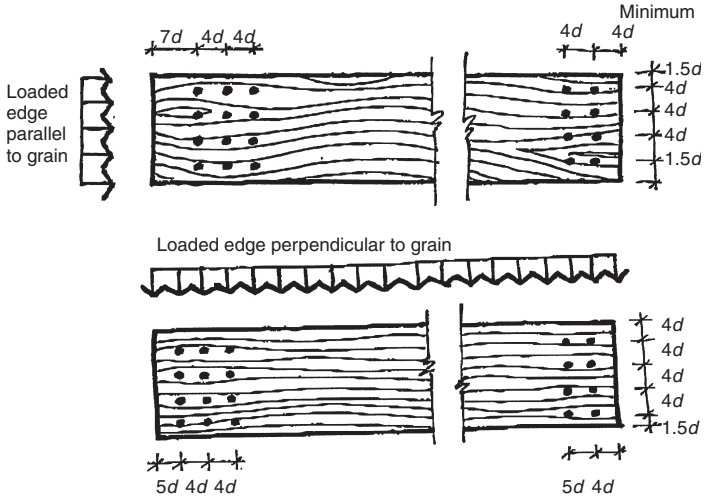 Minimum
7d 4d 4d
4d 4d
1.5d
4d
4d
4d
1.5d
Loaded
edge
parallel
to grain
Loaded edge perpendicular to grain
4d
4d
4d
4d
1.5d
5d 4d 4d
5d 4d